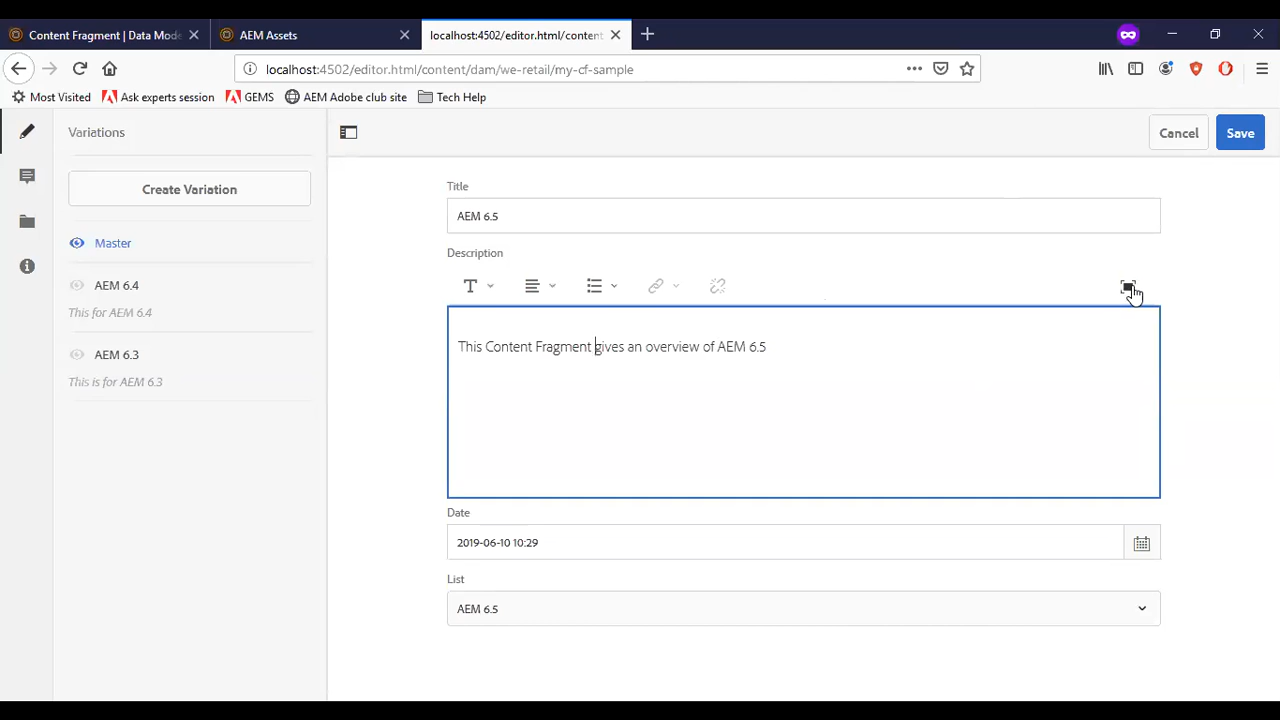 Content Fragment | Data Mode
AEM Assets
localhost:4502/editor.html/content
localhost:4502/editor.html/content/dam/we-retail/my-cf-sample
Most Visited
Ask experts session
GEMS
AEM Adobe club site
Tech Help
Variations
Cancel
Save
Create Variation
Master
AEM 6.4
This for AEM 6.4
AEM 6.3
This is for AEM 6.3
Title
AEM 6.5
Description
This Content Fragment gives an overview of AEM 6.5
Date
2019-06-10 10:29
List
AEM 6.5